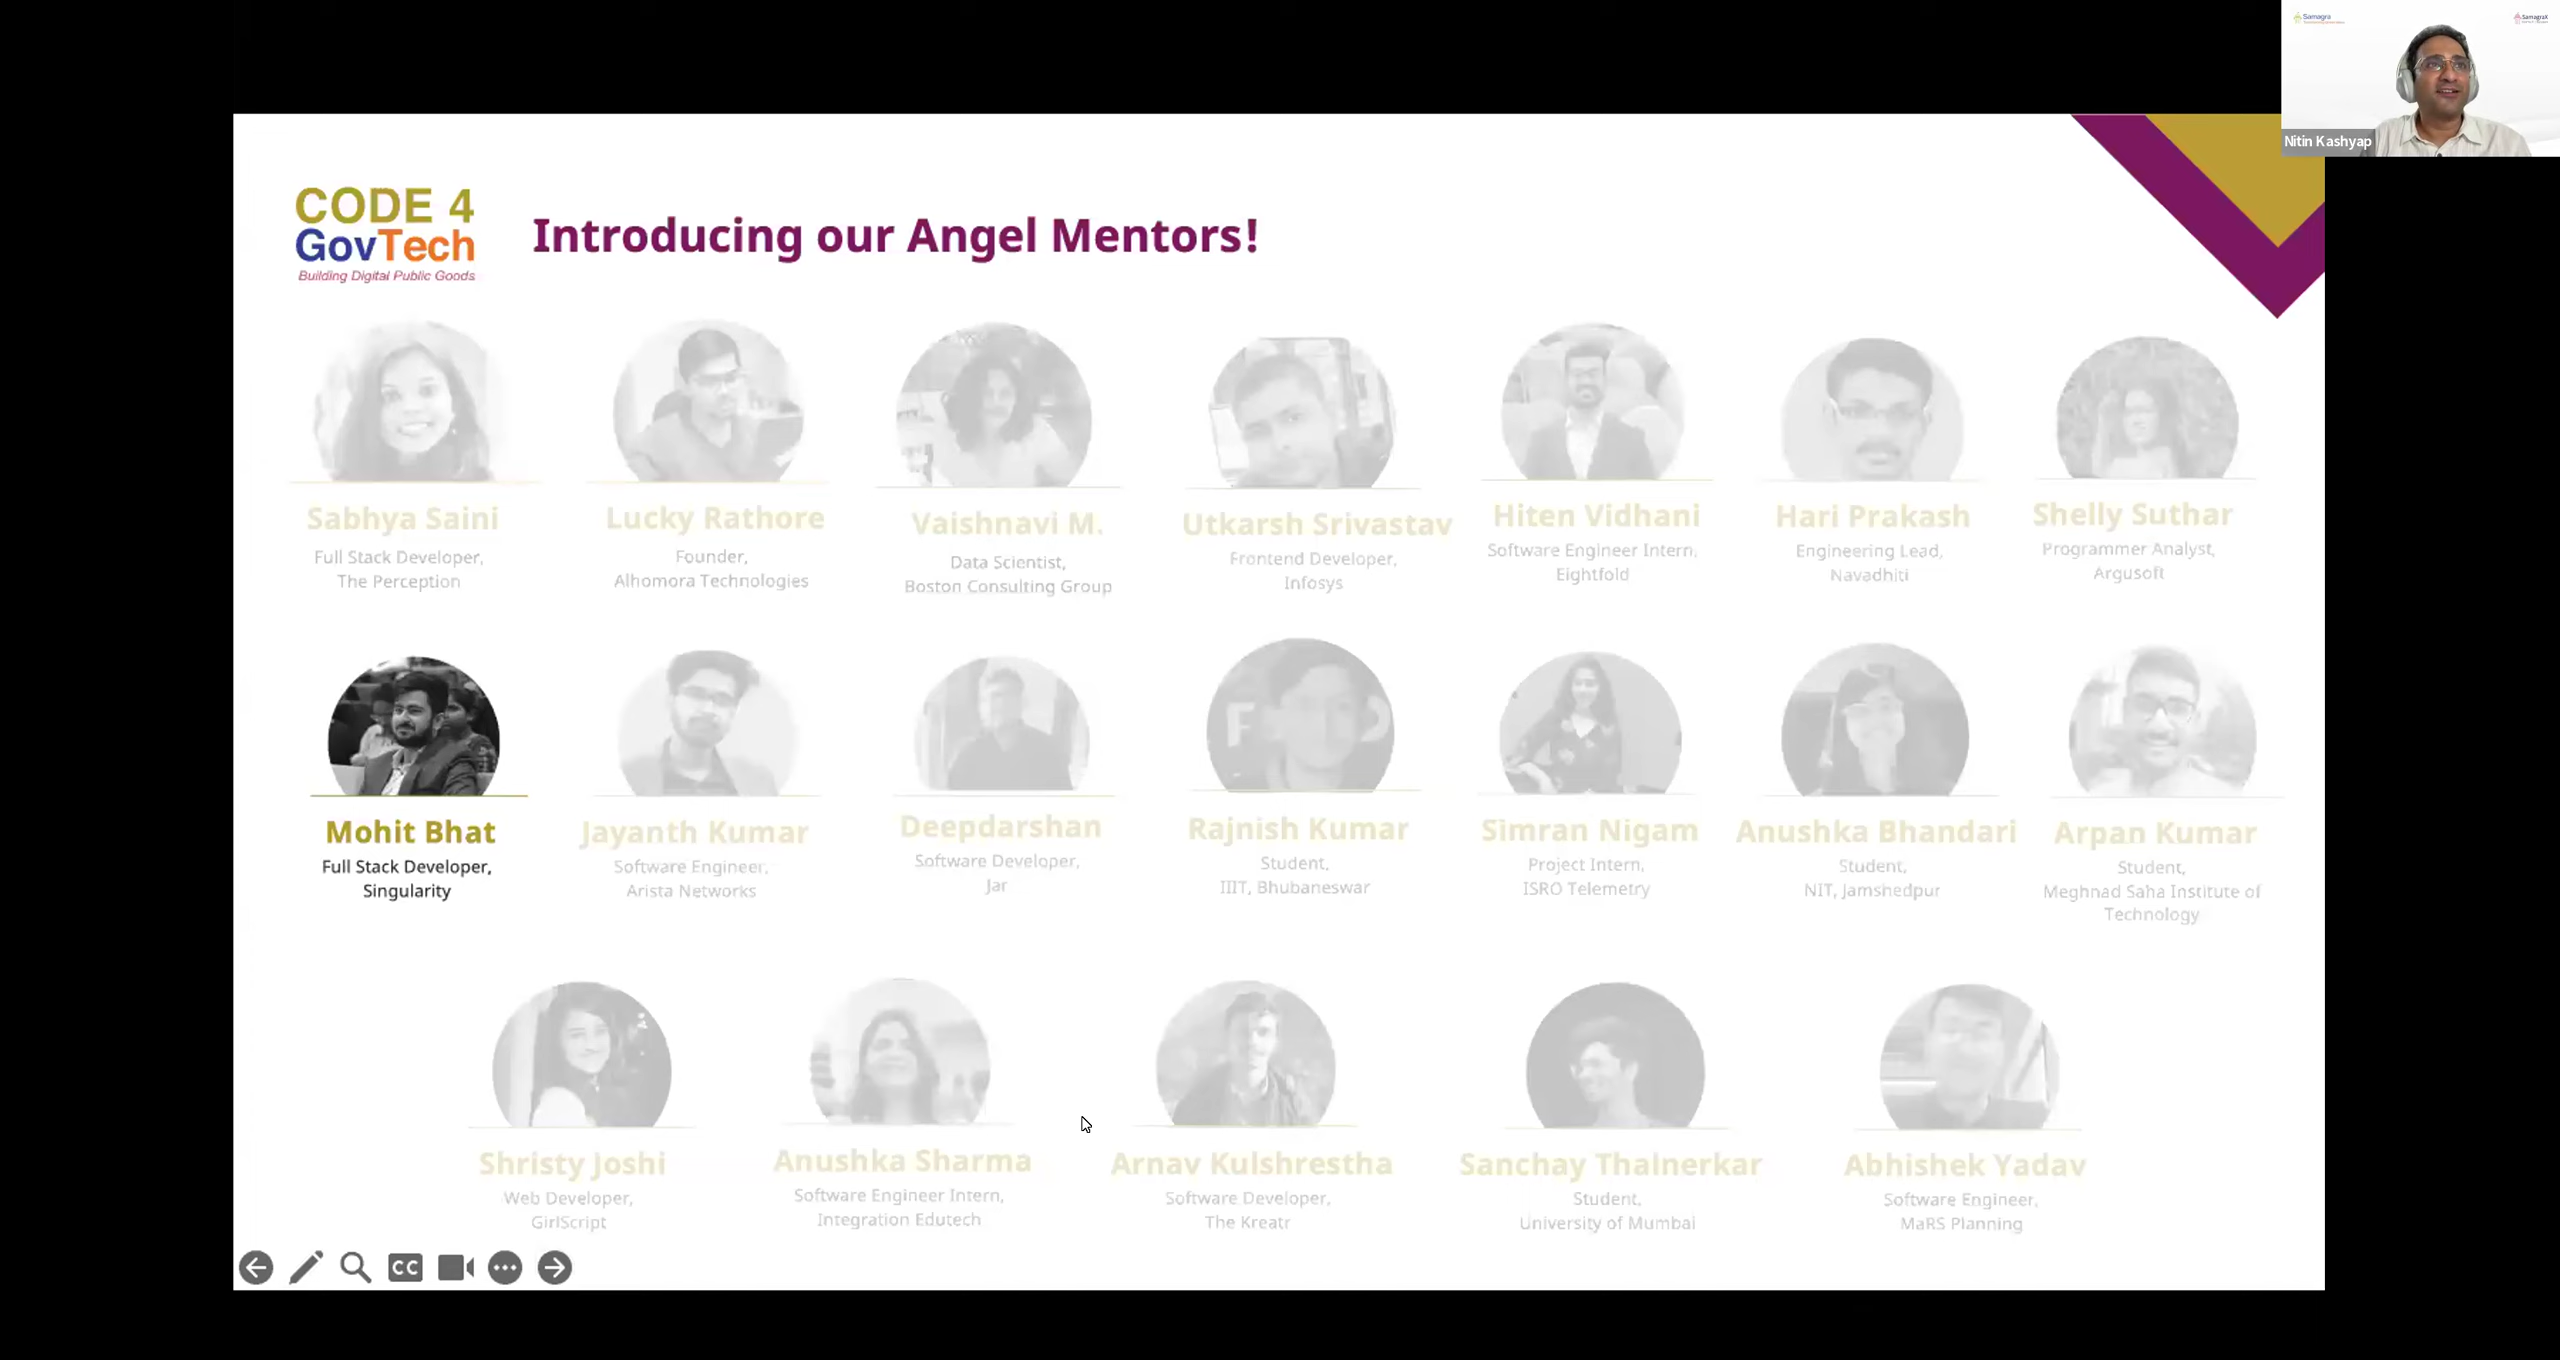 Samagra
SamagraX
Nitin Kashyap
CODE 4
GovTech
Building Digital Public Goods
Introducing our Angel Mentors!
Sabhya Saini
Full Stack Developer,
The Perception
Lucky Rathore
Founder,
Alhomora Technologies
Vaishnavi M.
Data Scientist,
Boston Consulting Group
Utkarsh Srivastav
Frontend Developer,
Infosys
Hiten Vidhani
Software Engineer Intern,
Eightfold
Hari Prakash
Engineering Lead,
Navadhiti
Shelly Suthar
Programmer Analyst,
Argusoft
Mohit Bhat
Full Stack Developer,
Singularity
Jayanth Kumar
Software Engineer,
Arista Networks
Deepdarshan
Software Developer,
Jar
Rajnish Kumar
Student,
IIIT, Bhubaneswar
Simran Nigam
Project Intern,
ISRO Telemetry
Anushka Bhandari
Student,
NIT, Jamshedpur
Arpan Kumar
Student,
Meghnad Saha Institute of
Technology
Shristy Joshi
Web Developer,
GirlScript
Anushka Sharma
Software Engineer Intern,
Integration Edutech
Arnav Kulshrestha
Software Developer,
The Kreatr
Sanchay Thalnerkar
Student,
University of Mumbai
Abhishek Yadav
Software Engineer,
MaRS Planning
CC